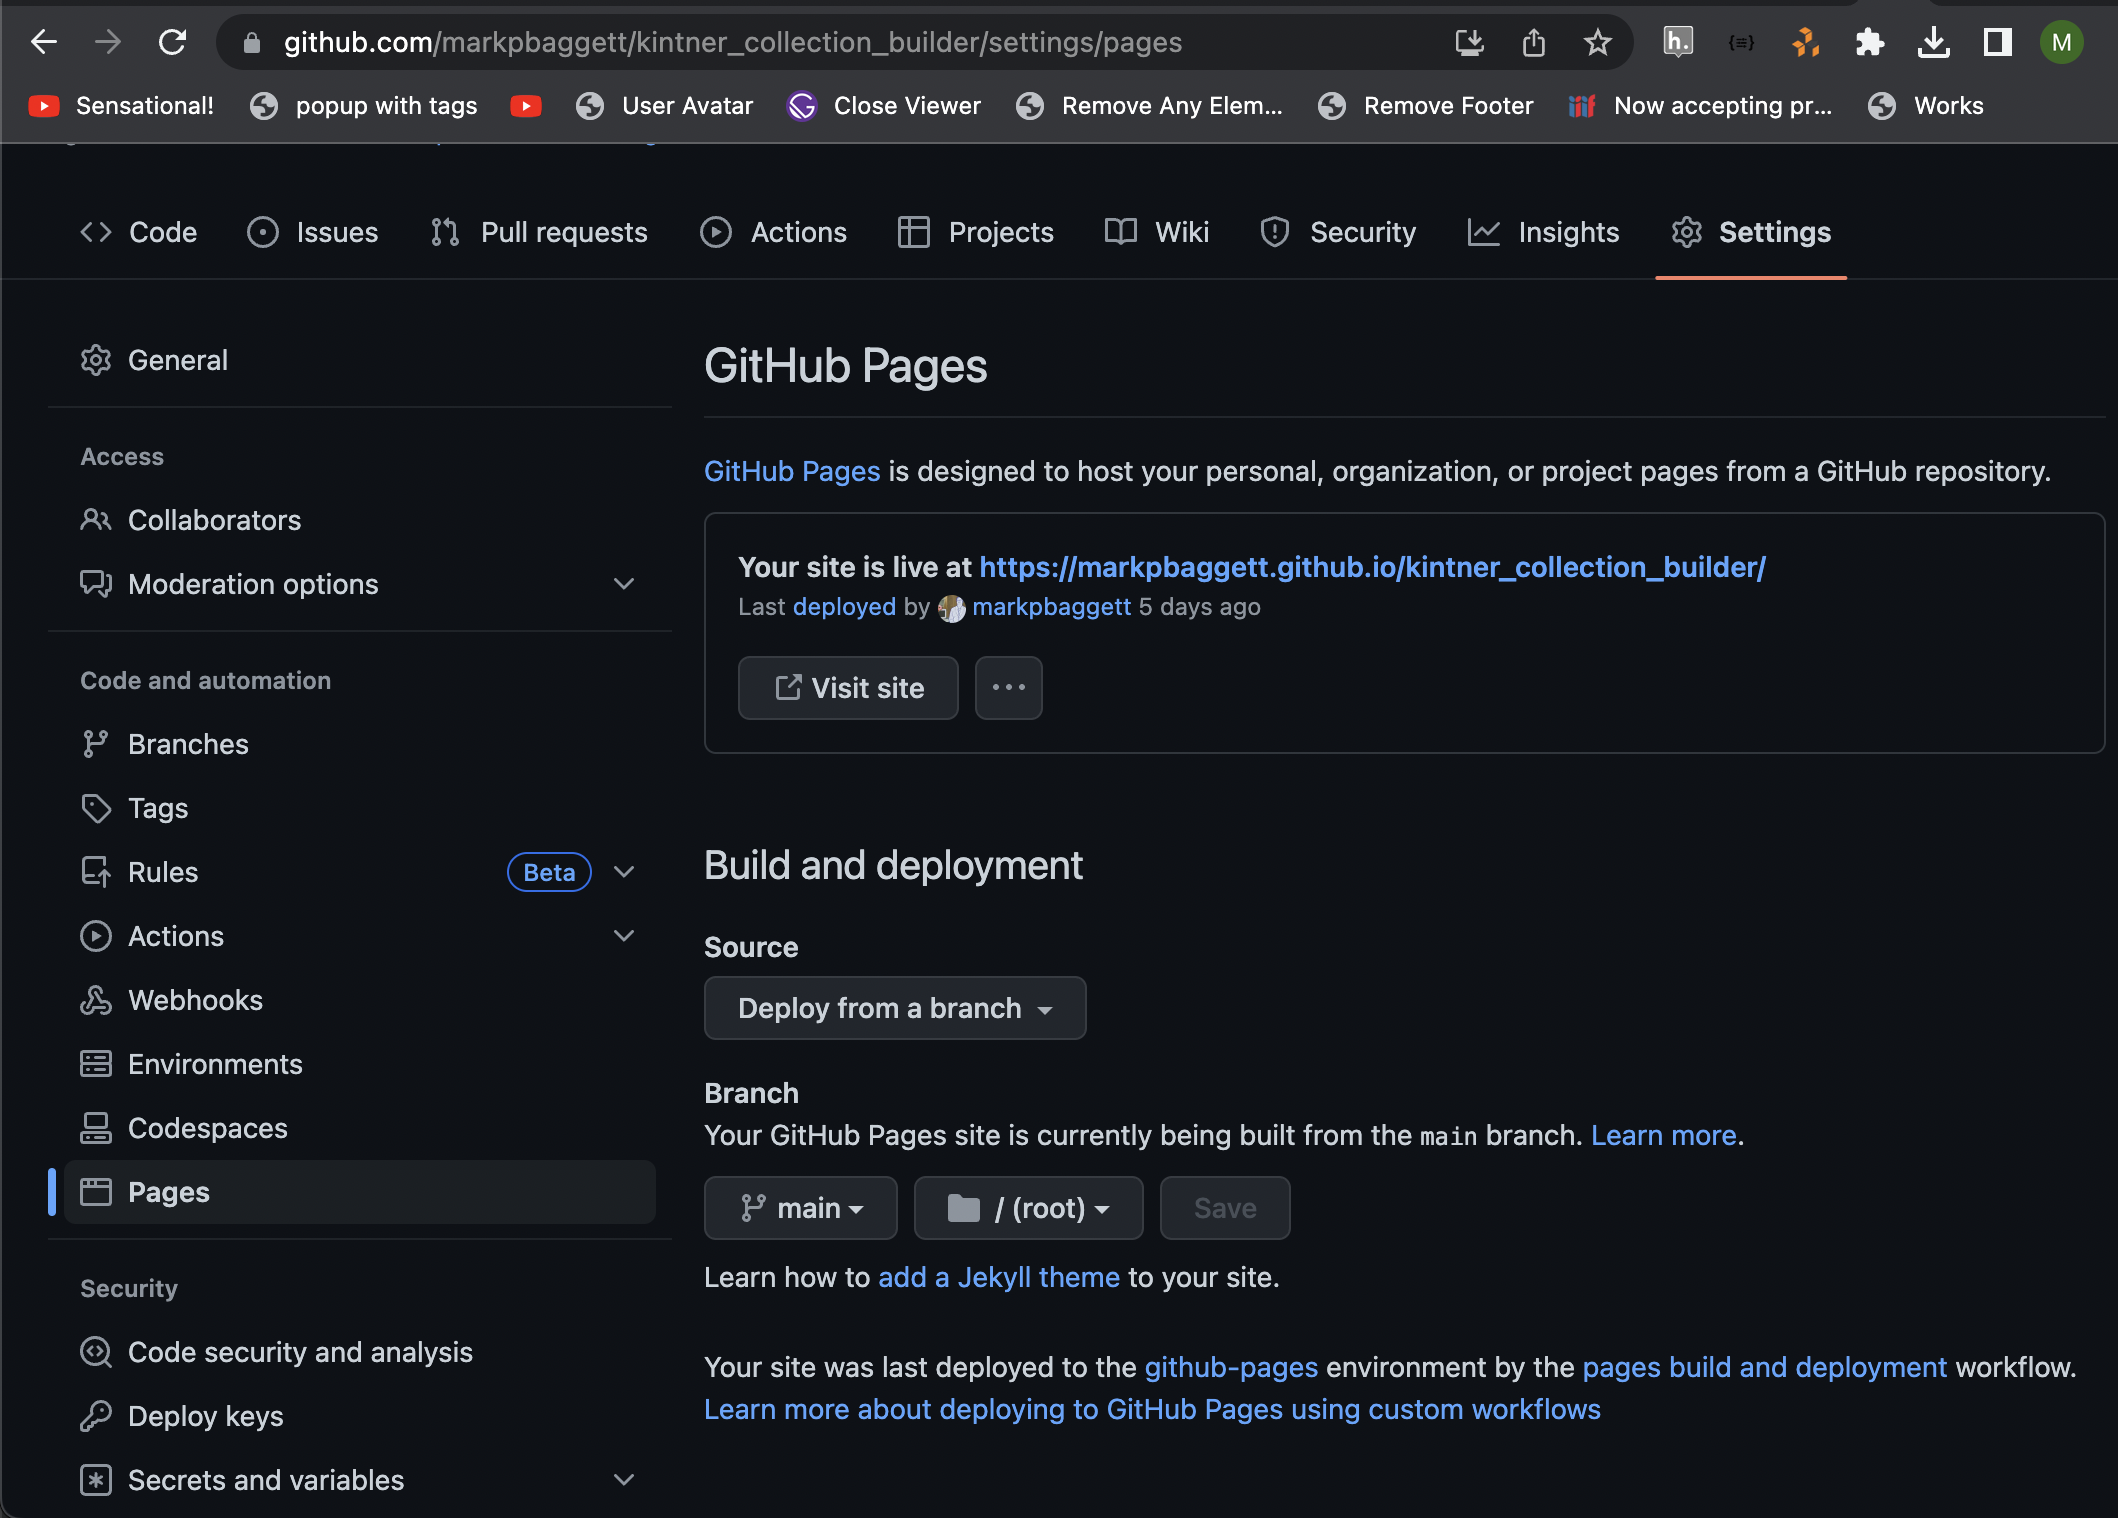 github.com/markpbaggett/kintner_collection_builder/settings/pages
h.
M
Sensational!
popup with tags
User Avatar
Close Viewer
Remove Any Elem...
Remove Footer
Now accepting pr...
Works
Code
Issues
Pull requests
Actions
Projects
Wiki
Security
Insights
Settings
General
Access
Collaborators
Moderation options
Code and automation
Branches
Tags
Rules
Beta
Actions
Webhooks
Environments
Codespaces
Pages
Security
Code security and analysis
Deploy keys
Secrets and variables
GitHub Pages
GitHub Pages is designed to host your personal, organization, or project pages from a GitHub repository.
Your site is live at https://markpbaggett.github.io/kintner_collection_builder/
Last deployed by markpbaggett 5 days ago
Visit site
Build and deployment
Source
Deploy from a branch
Branch
Your GitHub Pages site is currently being built from the main branch. Learn more.
main
/ (root)
Save
Learn how to add a Jekyll theme to your site.
Your site was last deployed to the github-pages environment by the pages build and deployment workflow.
Learn more about deploying to GitHub Pages using custom workflows